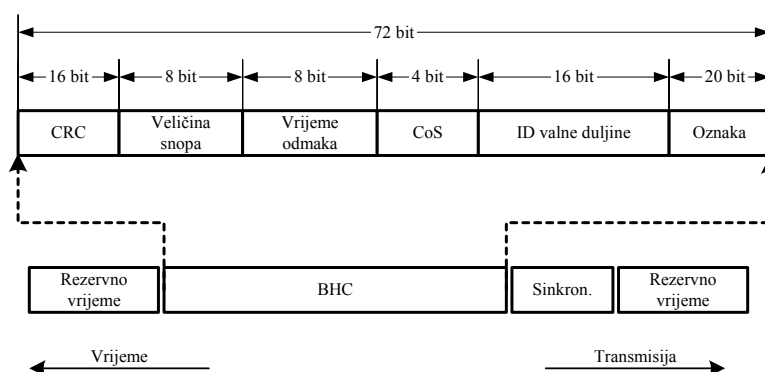 72 bit
16 bit
8 bit
8 bit
4 bit
16 bit
20 bit
CRC
Veličina
snopa
Vrijeme
odmaka
CoS
ID valne duljine
Oznaka
Rezervno
vrijeme
BHC
Sinkron.
Rezervno
vrijeme
Vrijeme
Transmisija